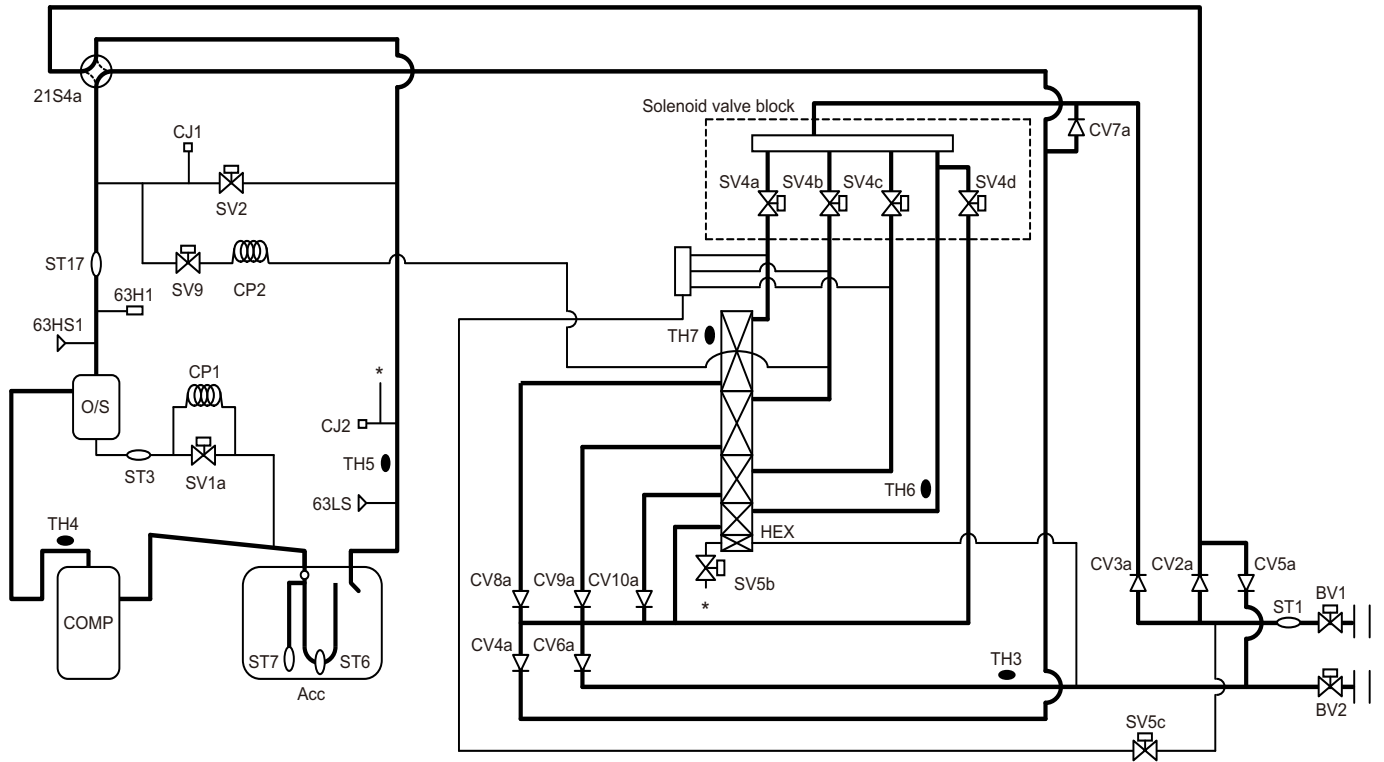 21S4a
Solenoid valve block
CJ1
CV7a
SV4a
SV4b
SV4c
SV4d
SV2
ST17
SV9
CP2
63H1
63HS1
TH7
CP1
*
O/S
CJ2
ST3
SV1a
TH5
TH6
63LS
TH4
HEX
CV8a
CV9a
CV10a
SV5b
*
CV3a
CV2a
CV5a
BV1
ST1
COMP
ST7
ST6
CV4a
CV6a
TH3
Acc
BV2
SV5c